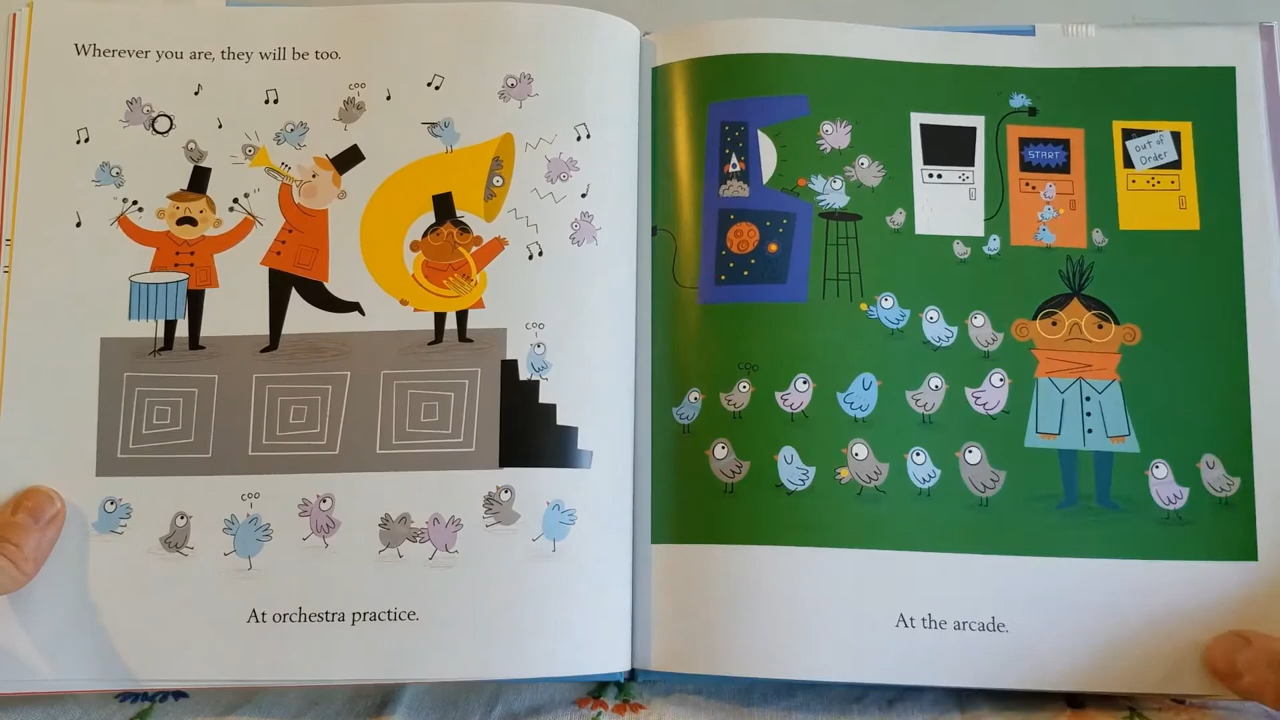 Wherever you are, they will be too.
COO
COO
COO
At orchestra practice.
START
Out of
Order
COO
At the arcade.